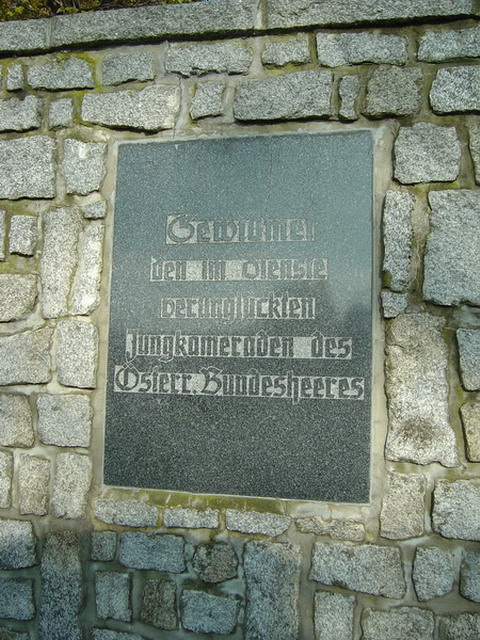 Gewidmet
den im Dienste
verunglückten
Jungkameraden des
Österr. Bundesheeres